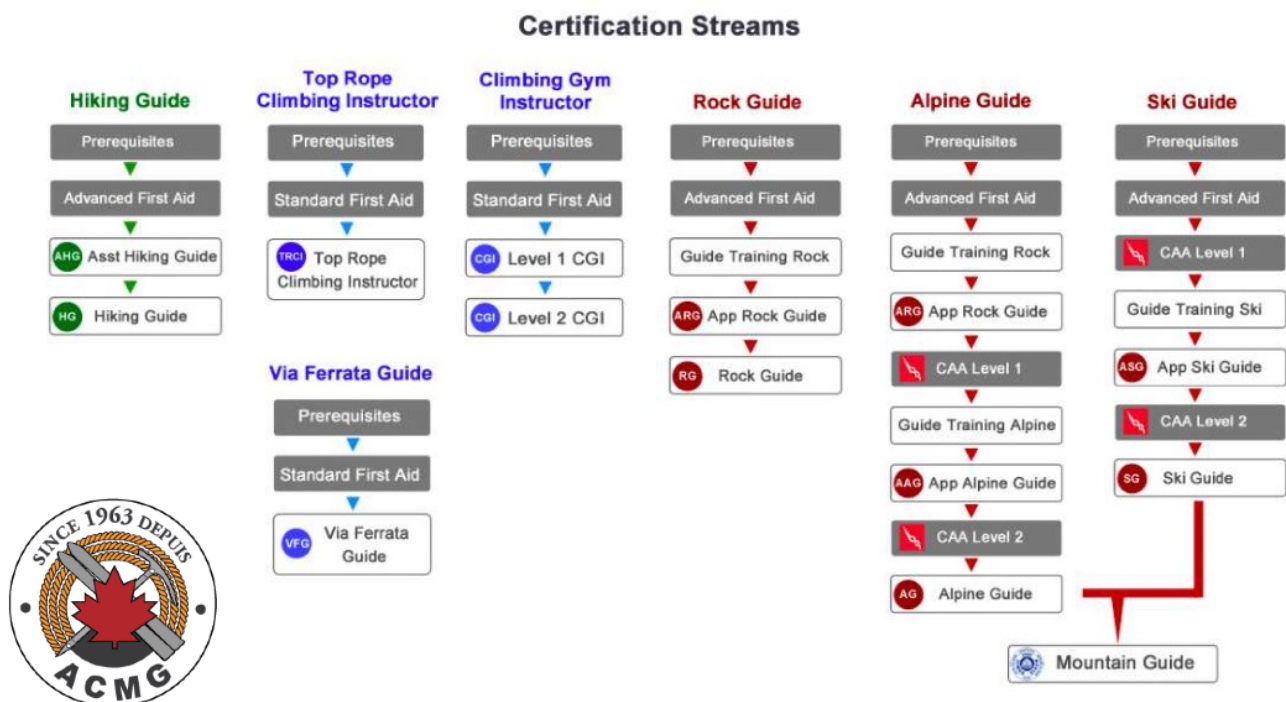 Certification Streams
Hiking Guide
Prerequisites
Advanced First Aid
AHG Asst Hiking Guide
HG Hiking Guide
Top Rope
Climbing Instructor
Prerequisites
Standard First Aid
TRCI Top Rope
Climbing Instructor
Via Ferrata Guide
Prerequisites
Standard First Aid
VFG Via Ferrata
Guide
Climbing Gym
Instructor
Prerequisites
Standard First Aid
CGI Level 1 CGI
CGI Level 2 CGI
Rock Guide
Prerequisites
Advanced First Aid
Guide Training Rock
ARG App Rock Guide
RG Rock Guide
Alpine Guide
Prerequisites
Advanced First Aid
Guide Training Rock
ARG App Rock Guide
CAA Level 1
Guide Training Alpine
AAG App Alpine Guide
CAA Level 2
AG Alpine Guide
Ski Guide
Prerequisites
Advanced First Aid
CAA Level 1
Guide Training Ski
ASG App Ski Guide
CAA Level 2
SG Ski Guide
Mountain Guide
SINCE 1963 DEPUIS
ACMG